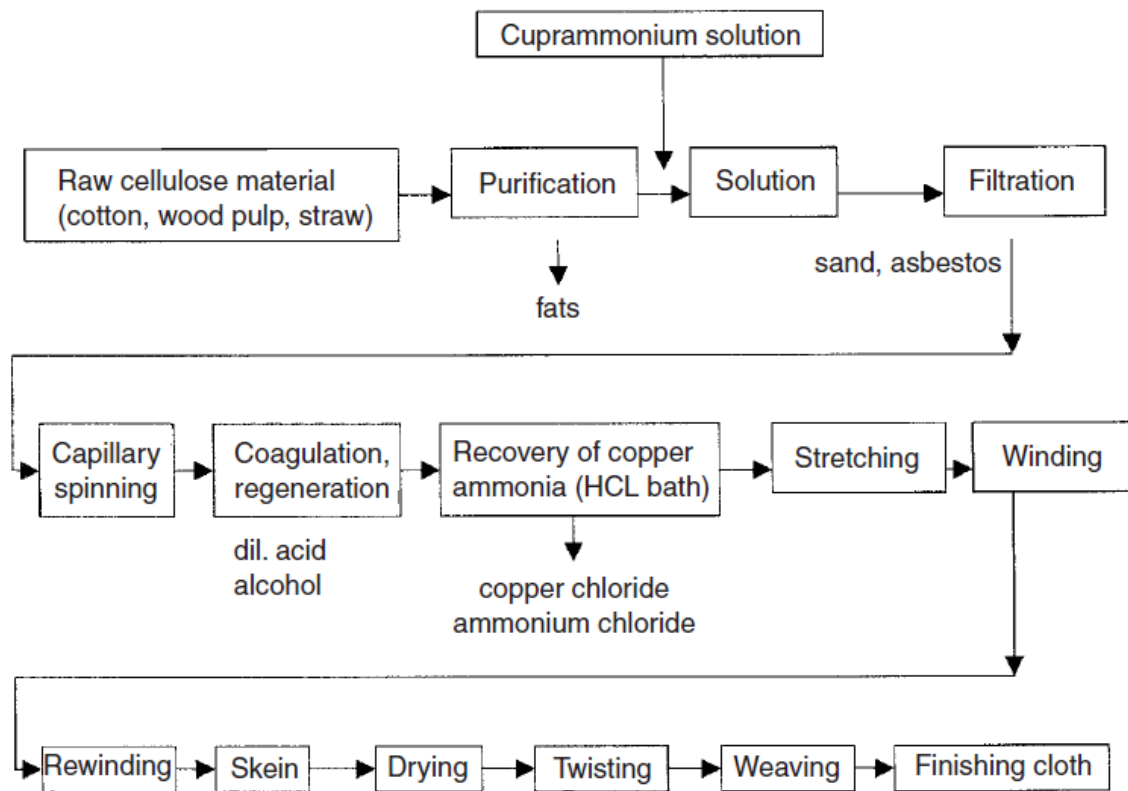 Cuprammonium solution
Raw cellulose material
(cotton, wood pulp, straw)
Purification
Solution
Filtration
fats
sand, asbestos
Capillary
spinning
Coagulation,
regeneration
Recovery of copper
ammonia (HCL bath)
Stretching
Winding
dil. acid
alcohol
copper chloride
ammonium chloride
Rewinding
Skein
Drying
Twisting
Weaving
Finishing cloth